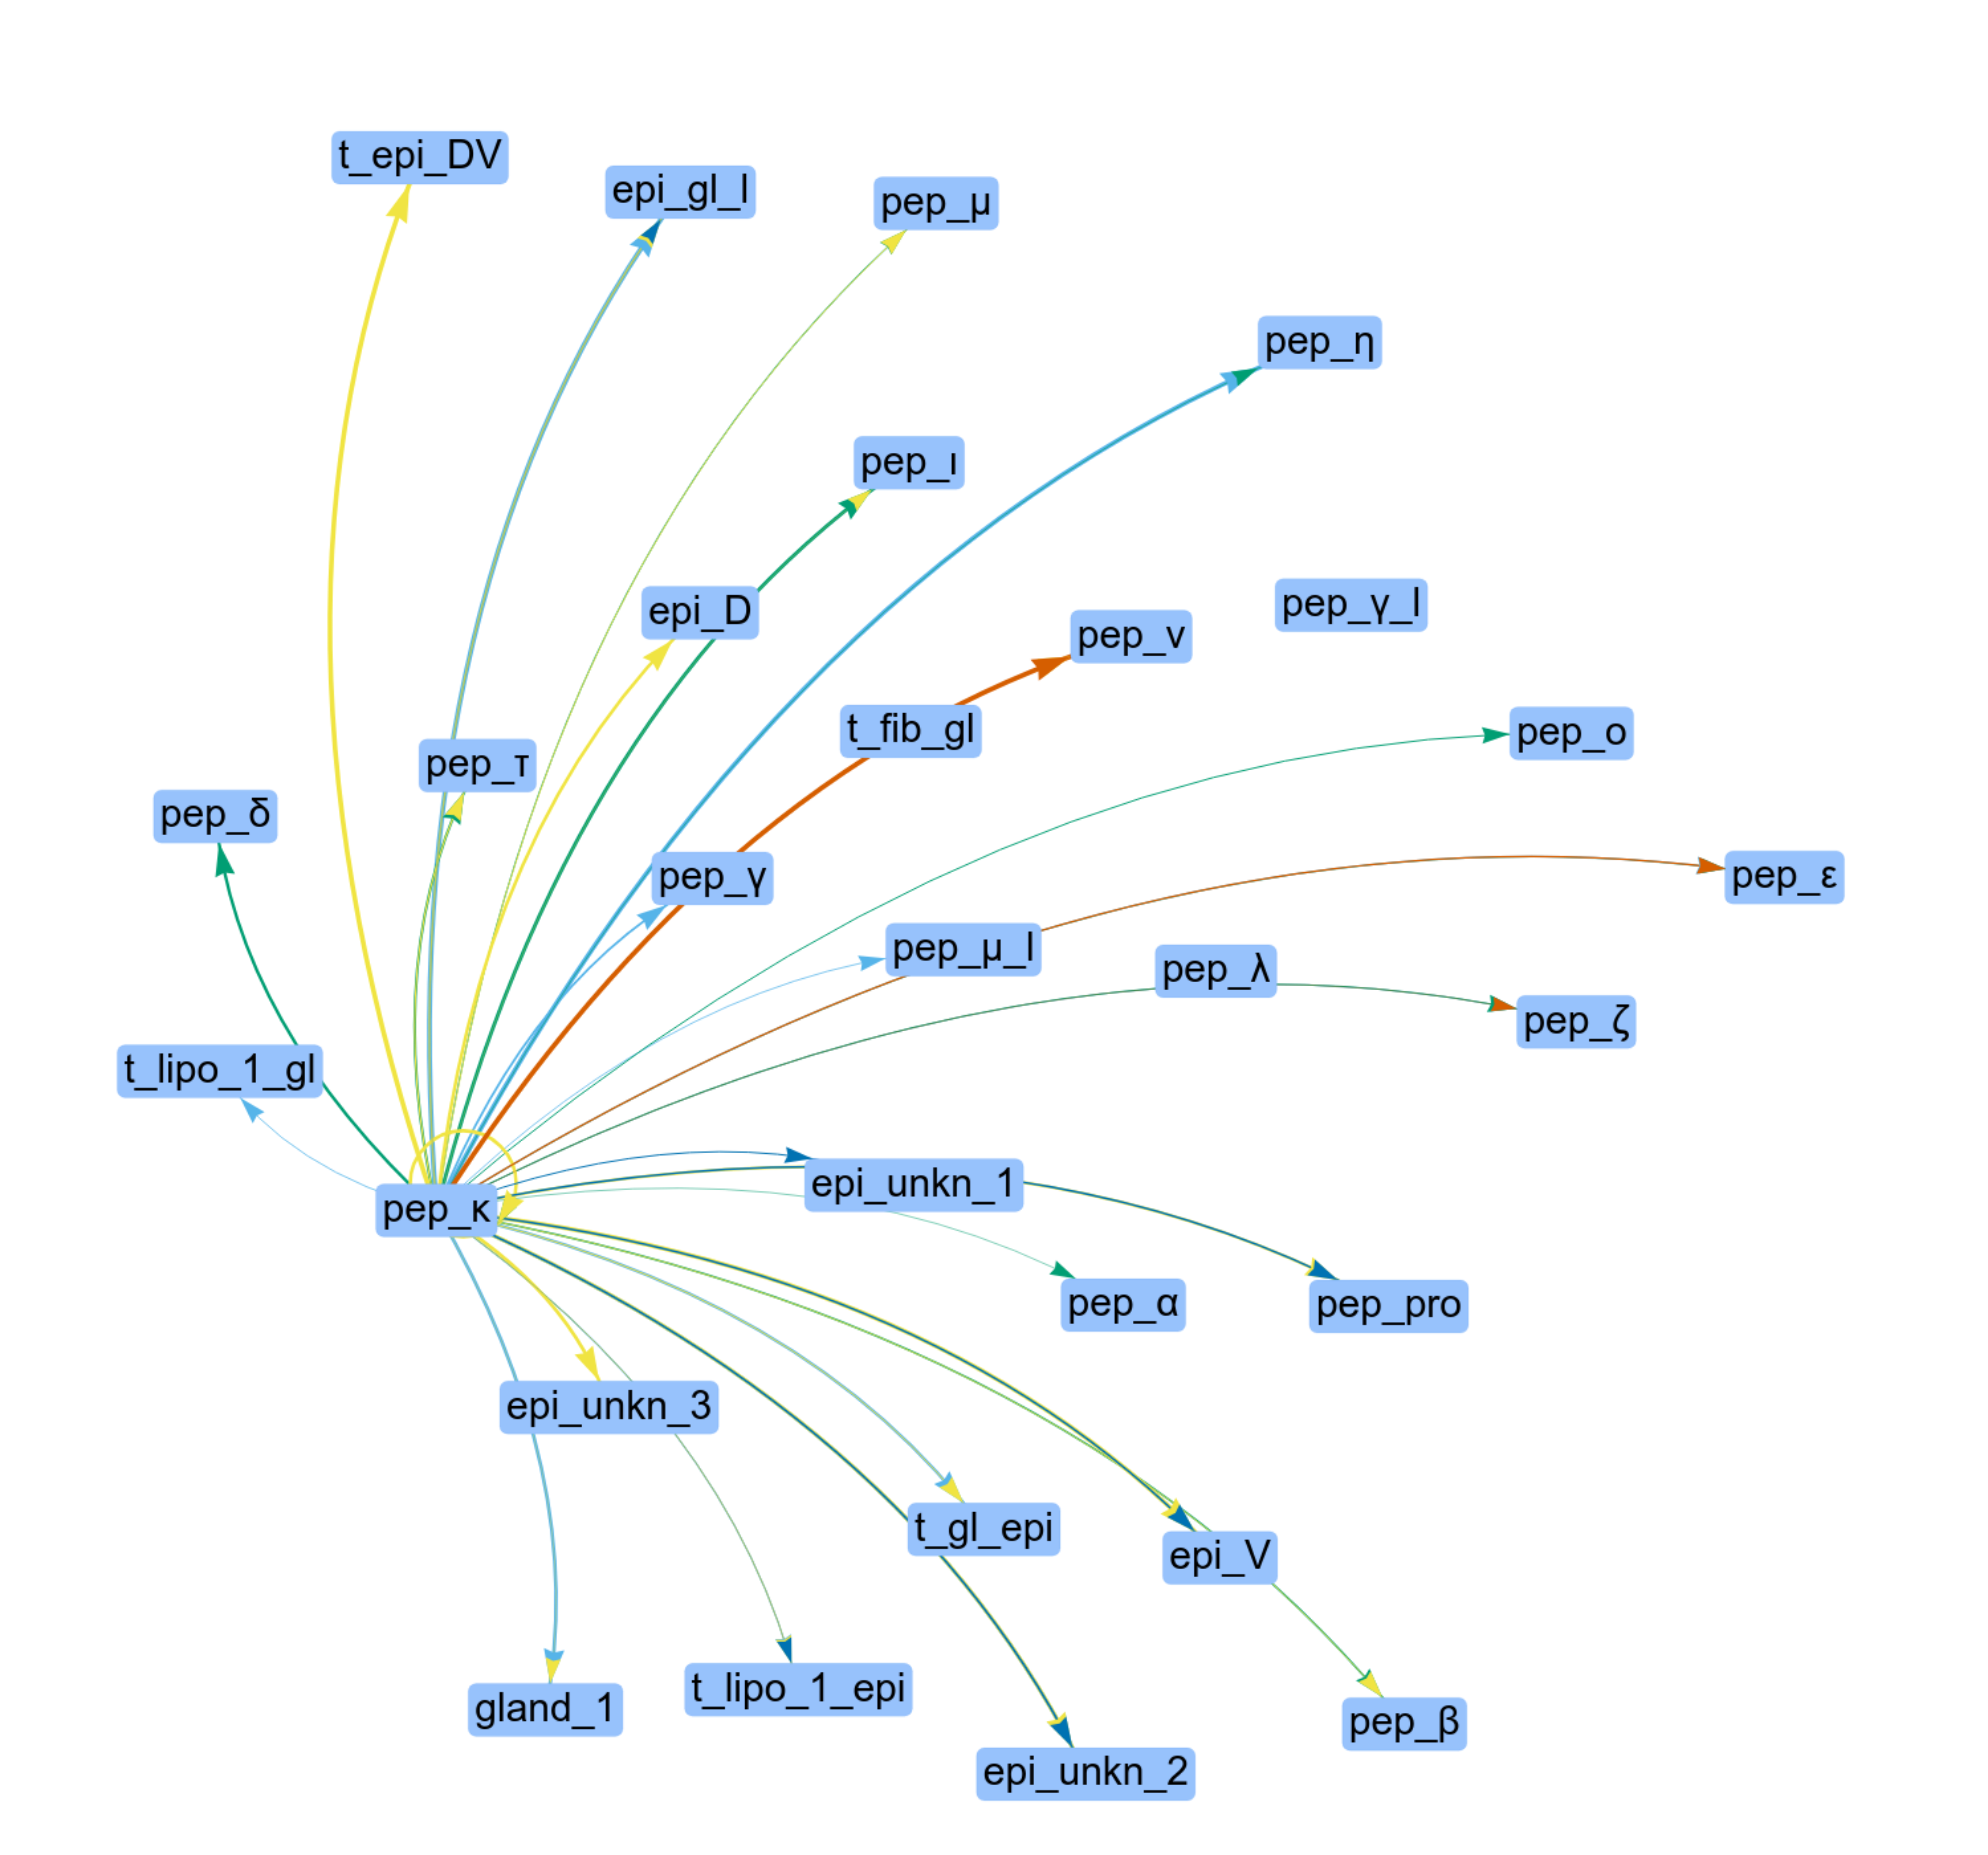 t_epi_DV
epi_gl_l
pep_μ
pep_η
pep_ι
pep_γ_l
epi_D
pep_ν
t_fib_gl
pep_ο
pep_τ
pep_δ
pep_γ
pep_ε
pep_μ_l
pep_λ
pep_ζ
t_lipo_1_gl
epi_unkn_1
pep_κ
pep_α
pep_pro
epi_unkn_3
t_gl_epi
epi_V
t_lipo_1_epi
gland_1
pep_β
epi_unkn_2